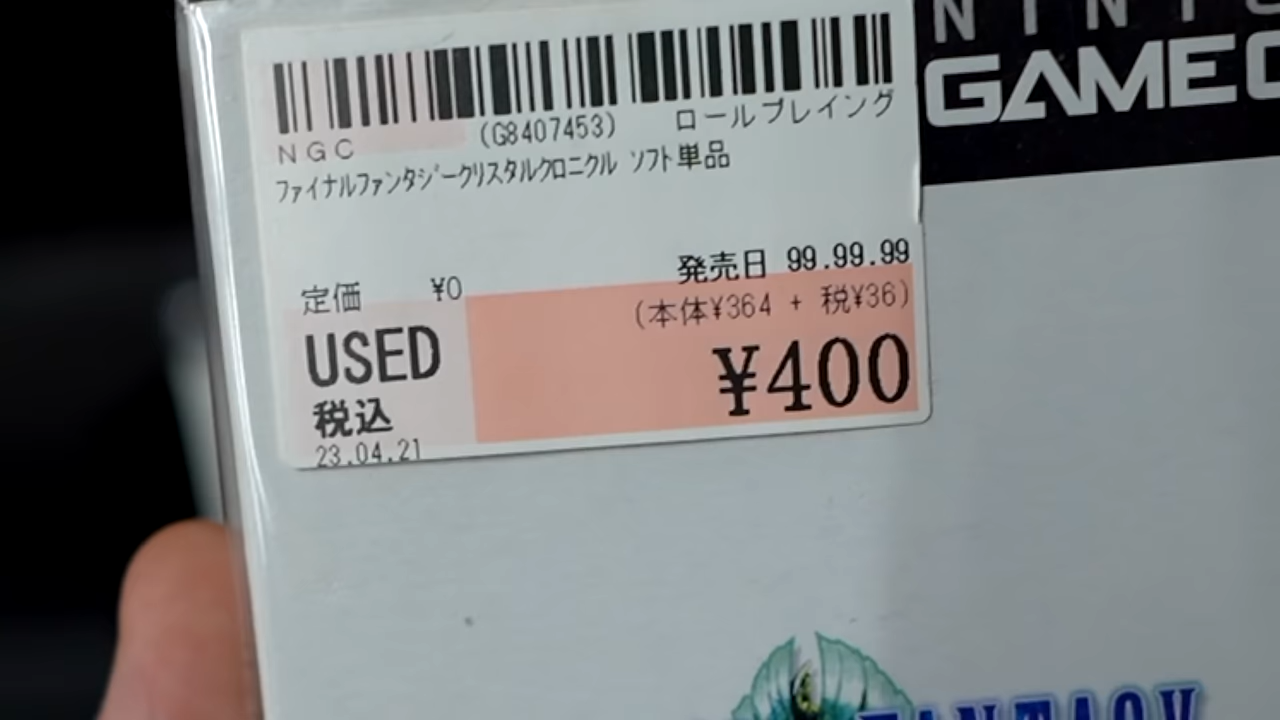 NINTE
GAMEC
NGC (G8407453) ロールプレイング
ファイナルファンタジークリスタルクロニクル ソフト単品
発売日 99.99.99
定価 ¥0
(本体¥364 + 税¥36)
USED
¥400
税込
23.04.21
FANTASY